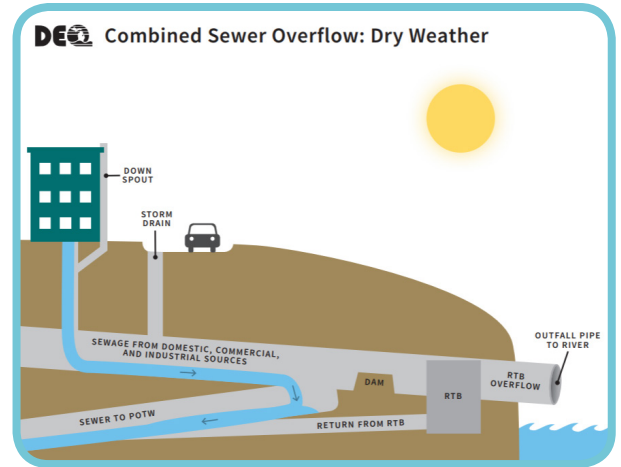 DEQ Combined Sewer Overflow: Dry Weather
DOWN
SPOUT
STORM
DRAIN
SEWAGE FROM DOMESTIC, COMMERCIAL,
AND INDUSTRIAL SOURCES
OUTFALL PIPE
TO RIVER
RTB
OVERFLOW
DAM
RTB
SEWER TO POTW
RETURN FROM RTB